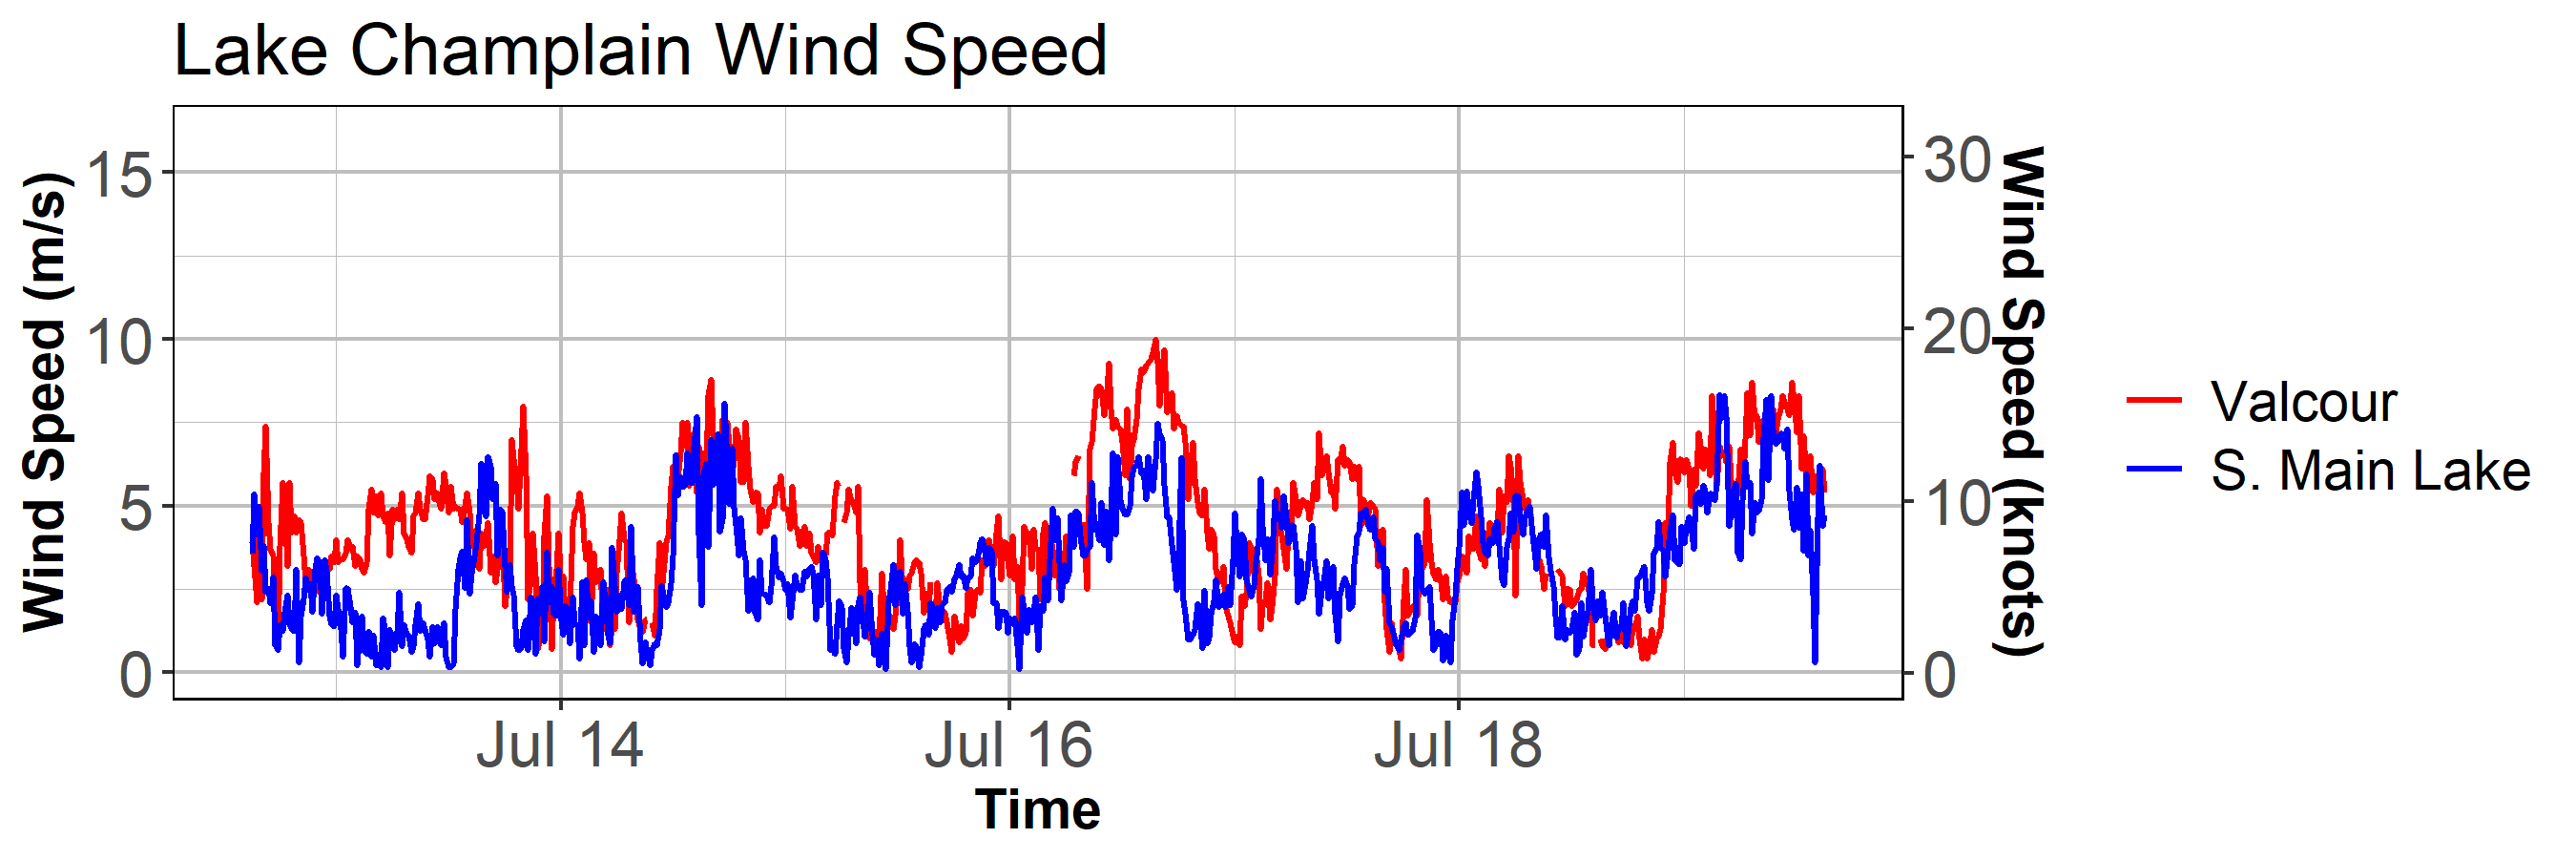 Lake Champlain Wind Speed
Wind Speed (m/s)
15
10
5
0
30
20
10
0
Wind Speed (knots)
Jul 14
Jul 16
Jul 18
Time
Valcour
S. Main Lake